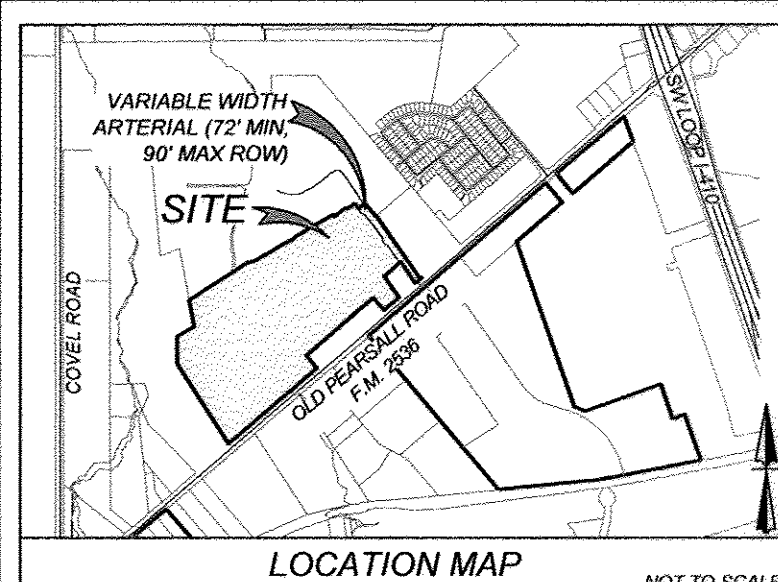 VARIABLE WIDTH
ARTERIAL (72' MIN,
90' MAX ROW)
SITE
COVEL ROAD
SW LOOP I-410
OLD PEARSALL ROAD
F.M. 2536
LOCATION MAP
NOT TO SCALE